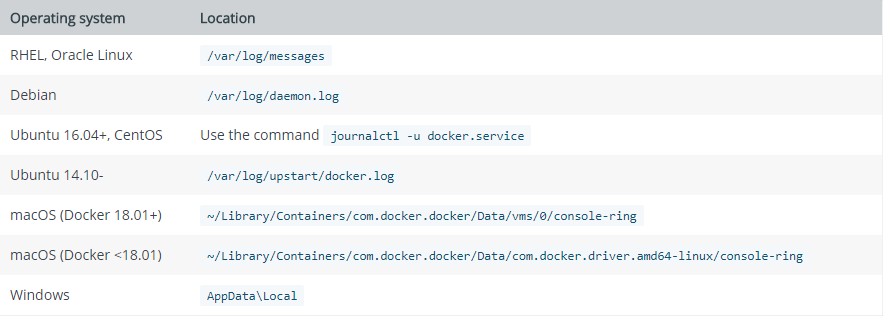 Operating system Location
RHEL, Oracle Linux /var/log/messages
Debian /var/log/daemon.log
Ubuntu 16.04+, CentOS Use the command journalctl -u docker.service
Ubuntu 14.10- /var/log/upstart/docker.log
macOS (Docker 18.01+) ~/Library/Containers/com.docker.docker/Data/vms/0/console-ring
macOS (Docker <18.01) ~/Library/Containers/com.docker.docker/Data/com.docker.driver.amd64-linux/console-ring
Windows AppData\Local